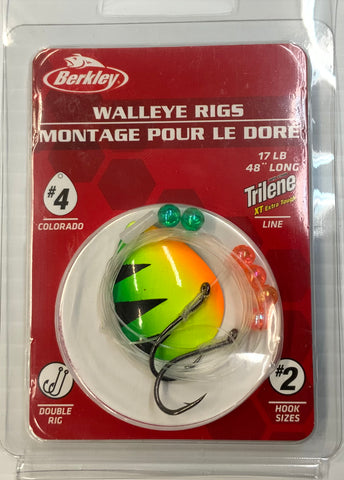 Berkley
WALLEYE RIGS
MONTAGE POUR LE DORÉ
17 LB
48" LONG
Trilene
XT Extra Tough
LINE
#4
COLORADO
DOUBLE
RIG
#2
HOOK
SIZES